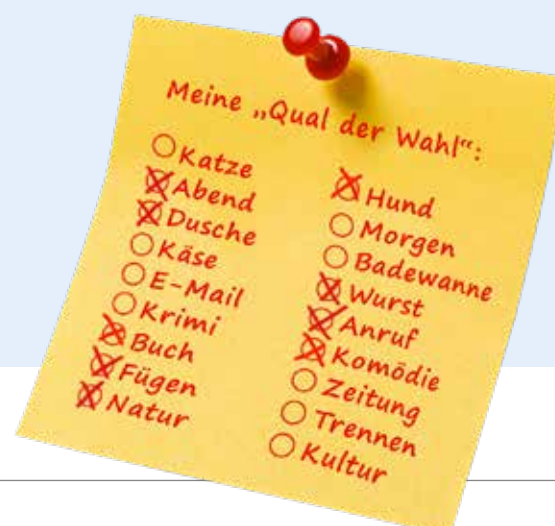 Meine „Qual der Wahl“:
Katze
Abend
Dusche
Käse
E-Mail
Krimi
Buch
Fügen
Natur
Hund
Morgen
Badewanne
Wurst
Anruf
Komödie
Zeitung
Trennen
Kultur